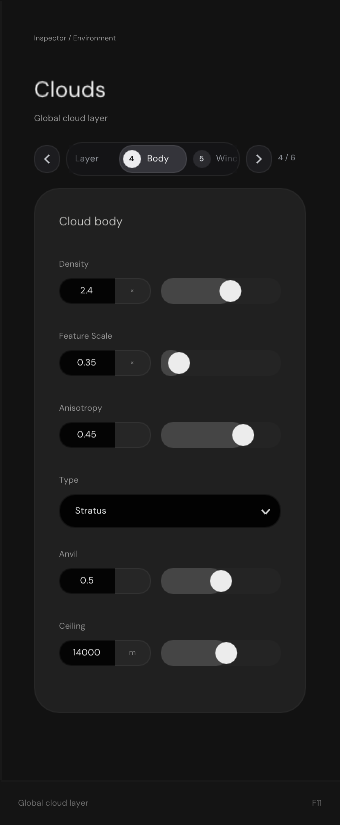 Inspector / Environment
Clouds
Global cloud layer
Layer 4 Body 5 Wind 4 / 6
Cloud body
Density
2.4 ×
Feature Scale
0.35 ×
Anisotropy
0.45
Type
Stratus
Anvil
0.5
Ceiling
14000 m
Global cloud layer F11